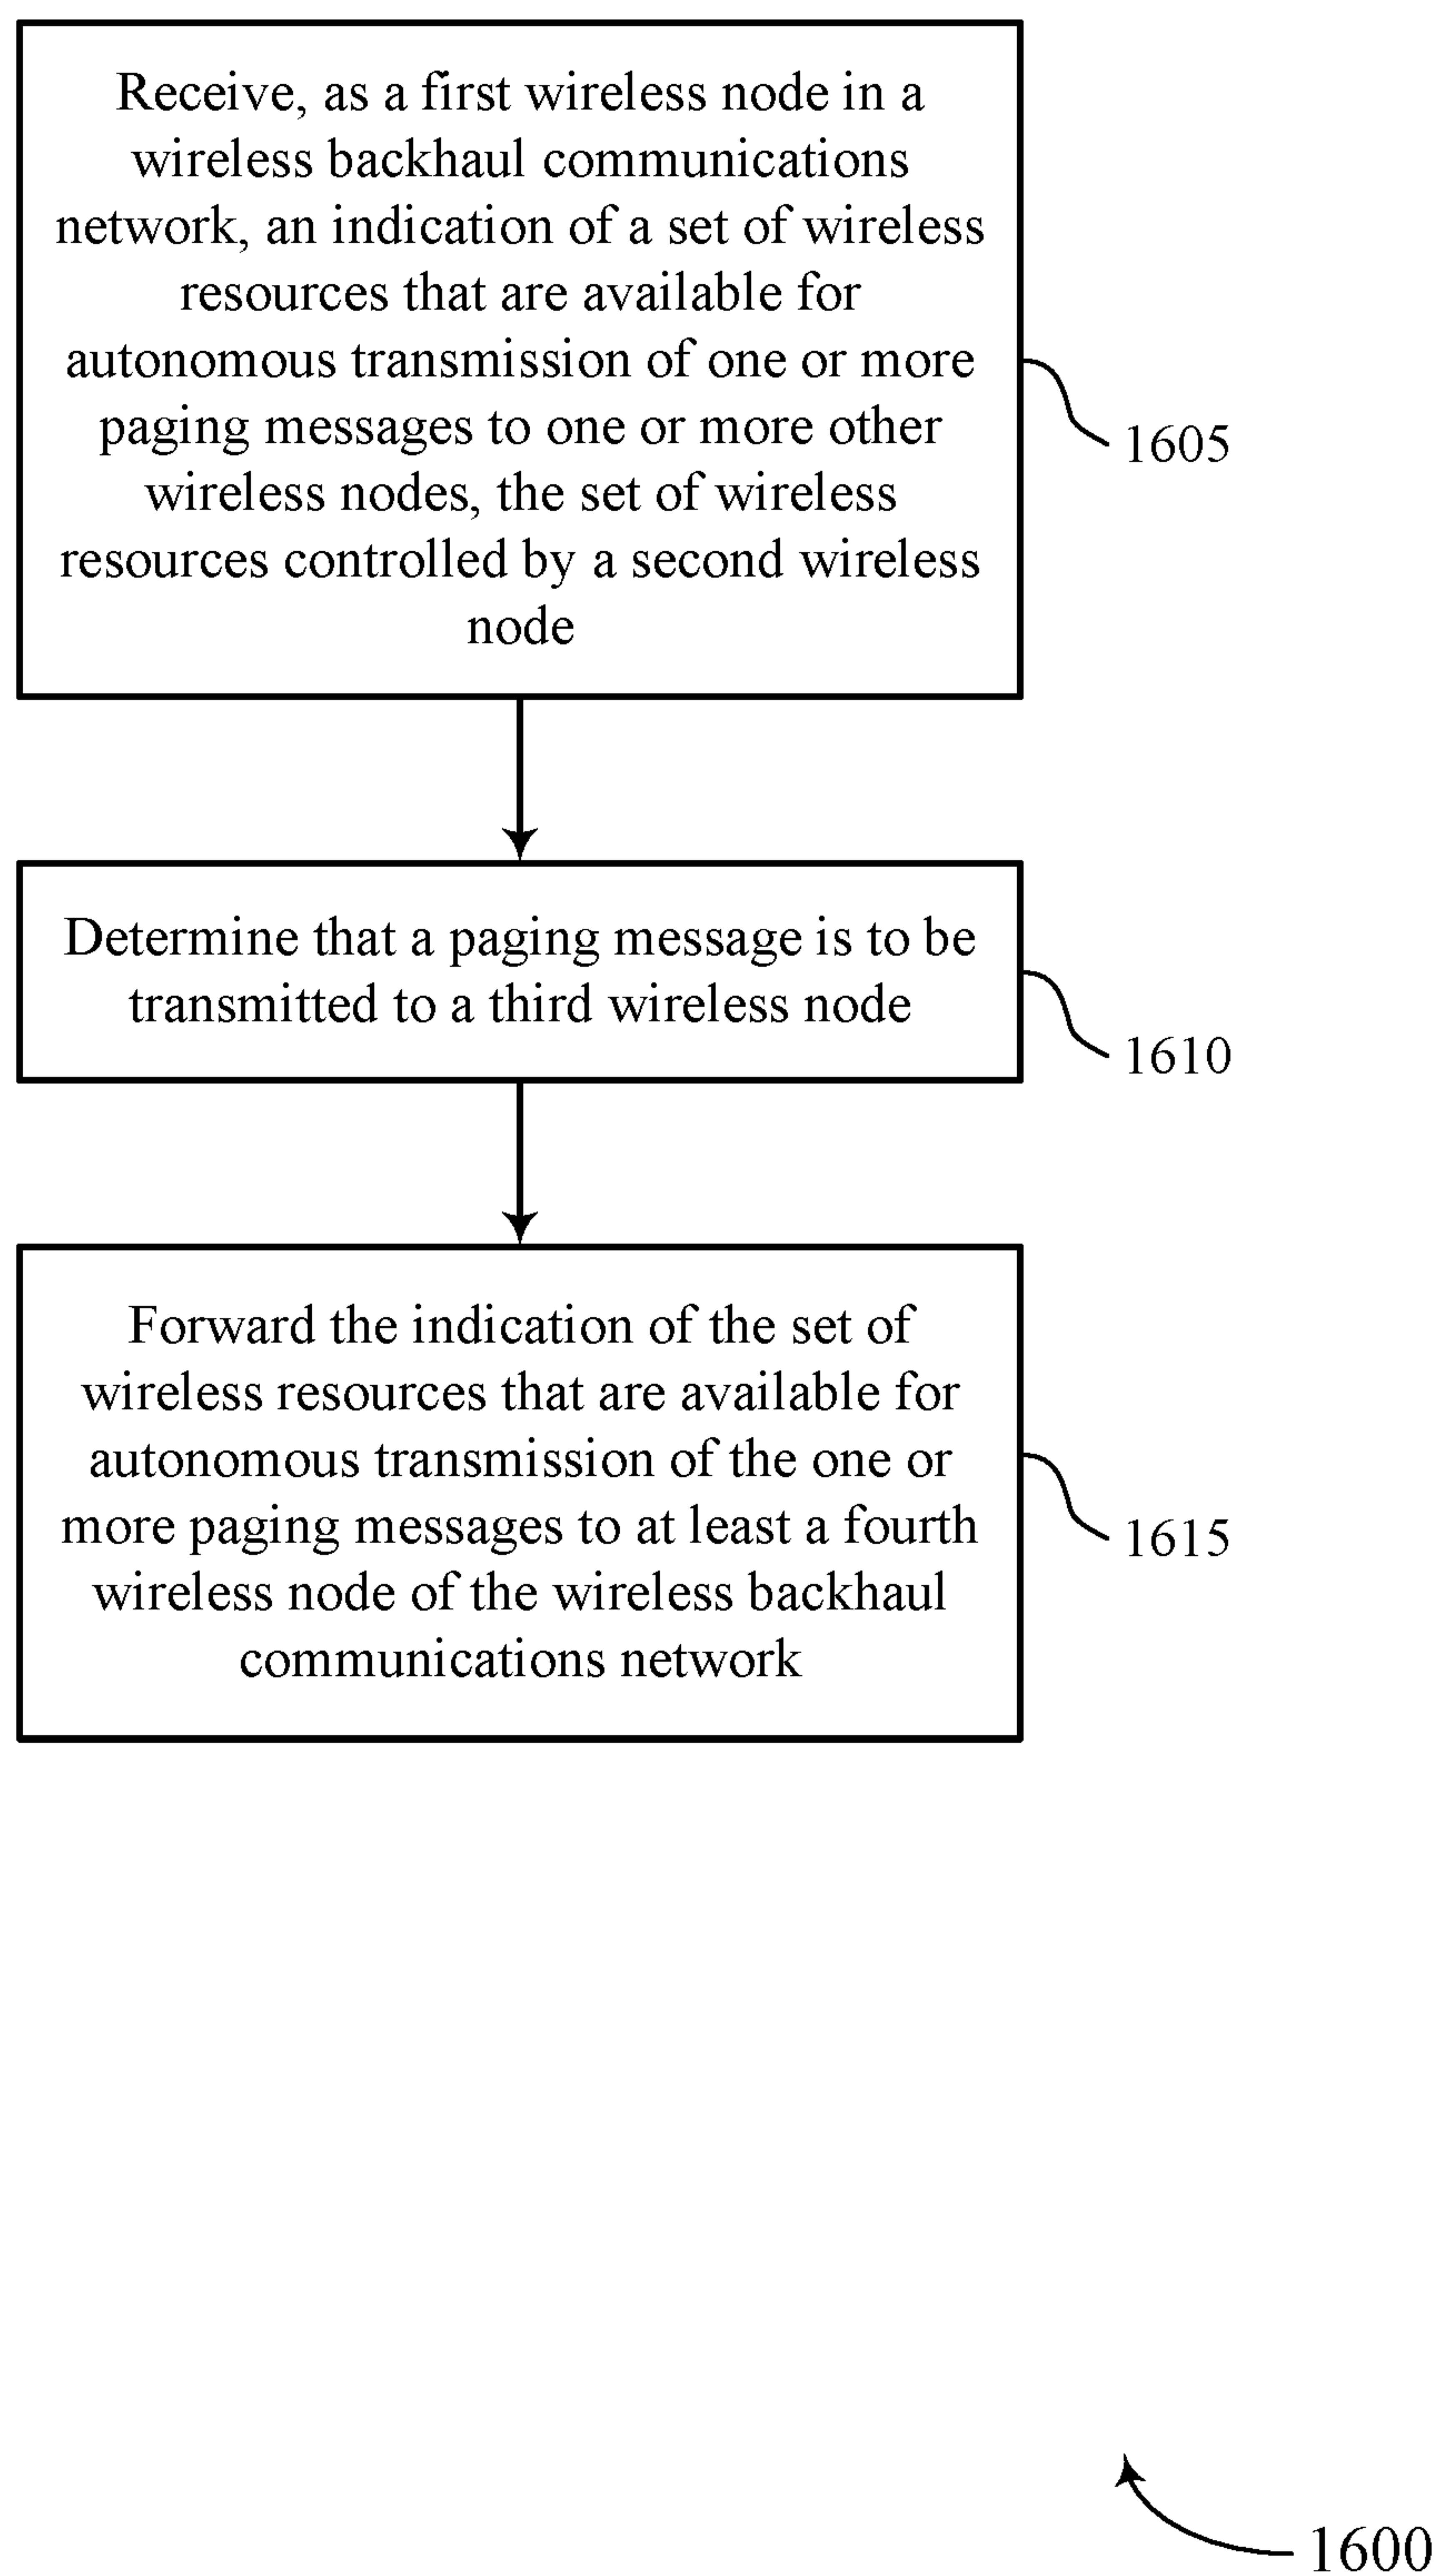 Receive, as a first wireless node in a
wireless backhaul communications
network, an indication of a set of wireless
resources that are available for
autonomous transmission of one or more
paging messages to one or more other
wireless nodes, the set of wireless
resources controlled by a second wireless
node
1605
Determine that a paging message is to be
transmitted to a third wireless node
1610
Forward the indication of the set of
wireless resources that are available for
autonomous transmission of the one or
more paging messages to at least a fourth
wireless node of the wireless backhaul
communications network
1615
1600